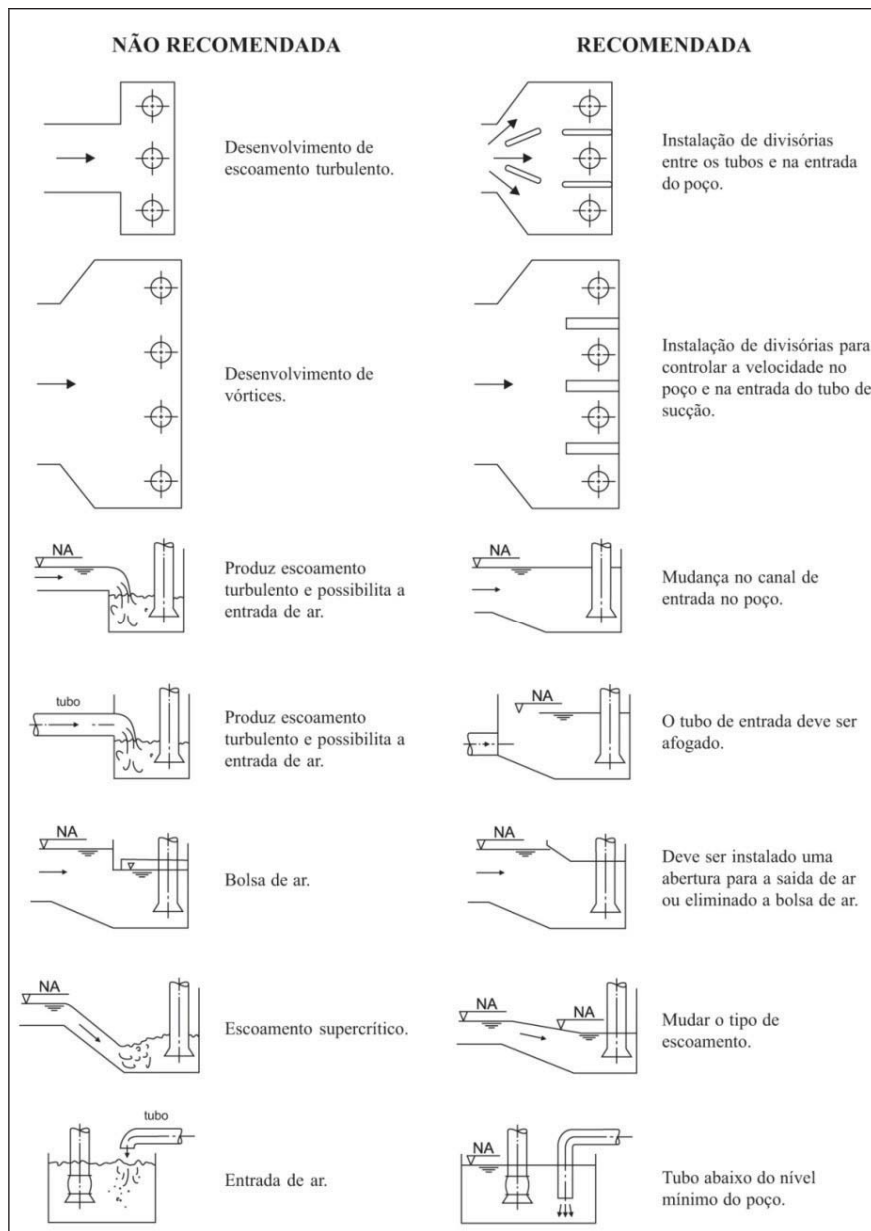 NÃO RECOMENDADA
RECOMENDADA
Desenvolvimento de
escoamento turbulento.
Instalação de divisórias
entre os tubos e na entrada
do poço.
Desenvolvimento de
vórtices.
Instalação de divisórias para
controlar a velocidade no
poço e na entrada do tubo de
sucção.
NA
Produz escoamento
turbulento e possibilita a
entrada de ar.
NA
Mudança no canal de
entrada no poço.
tubo
Produz escoamento
turbulento e possibilita a
entrada de ar.
NA
O tubo de entrada deve ser
afogado.
NA
Bolsa de ar.
NA
Deve ser instalado uma
abertura para a saida de ar
ou eliminado a bolsa de ar.
NA
Escoamento supercrítico.
NA
NA
Mudar o tipo de
escoamento.
tubo
Entrada de ar.
NA
Tubo abaixo do nível
mínimo do poço.